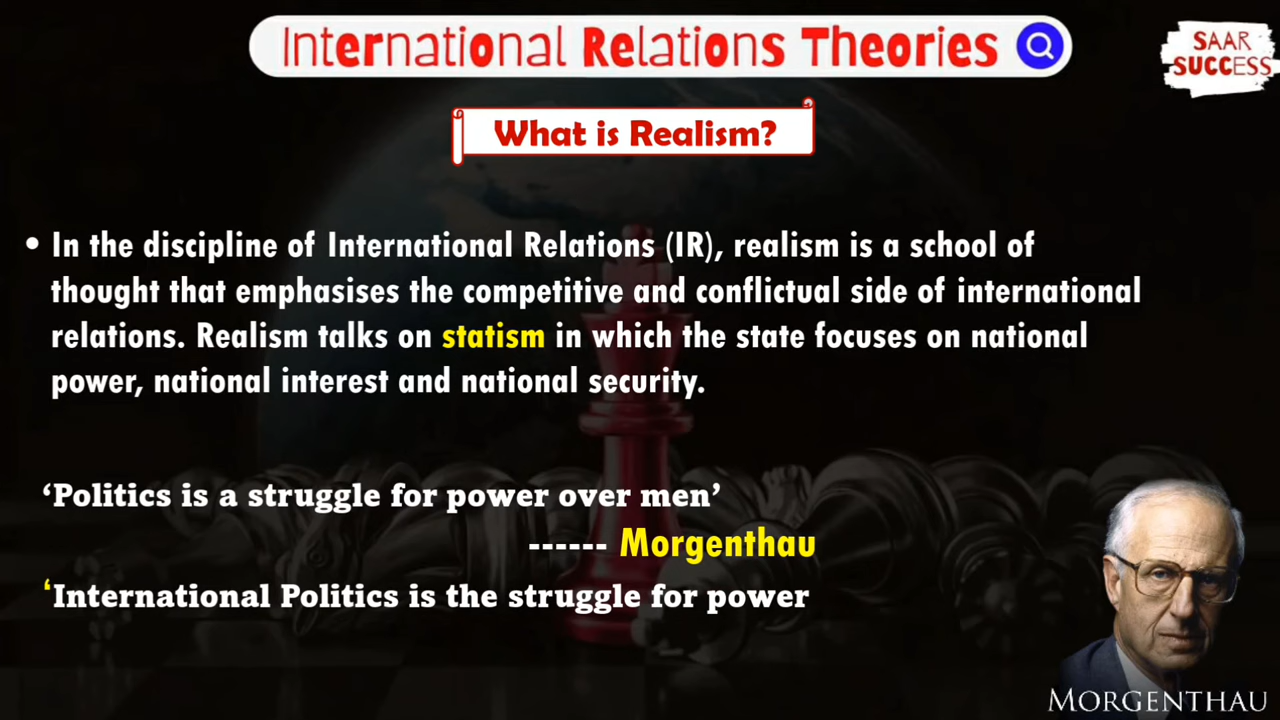 International Relations Theories
SAAR
SUCCESS
What is Realism?
• In the discipline of International Relations (IR), realism is a school of
thought that emphasises the competitive and conflictual side of international
relations. Realism talks on statism in which the state focuses on national
power, national interest and national security.
‘Politics is a struggle for power over men’
------ Morgenthau
‘International Politics is the struggle for power
MORGENTHAU